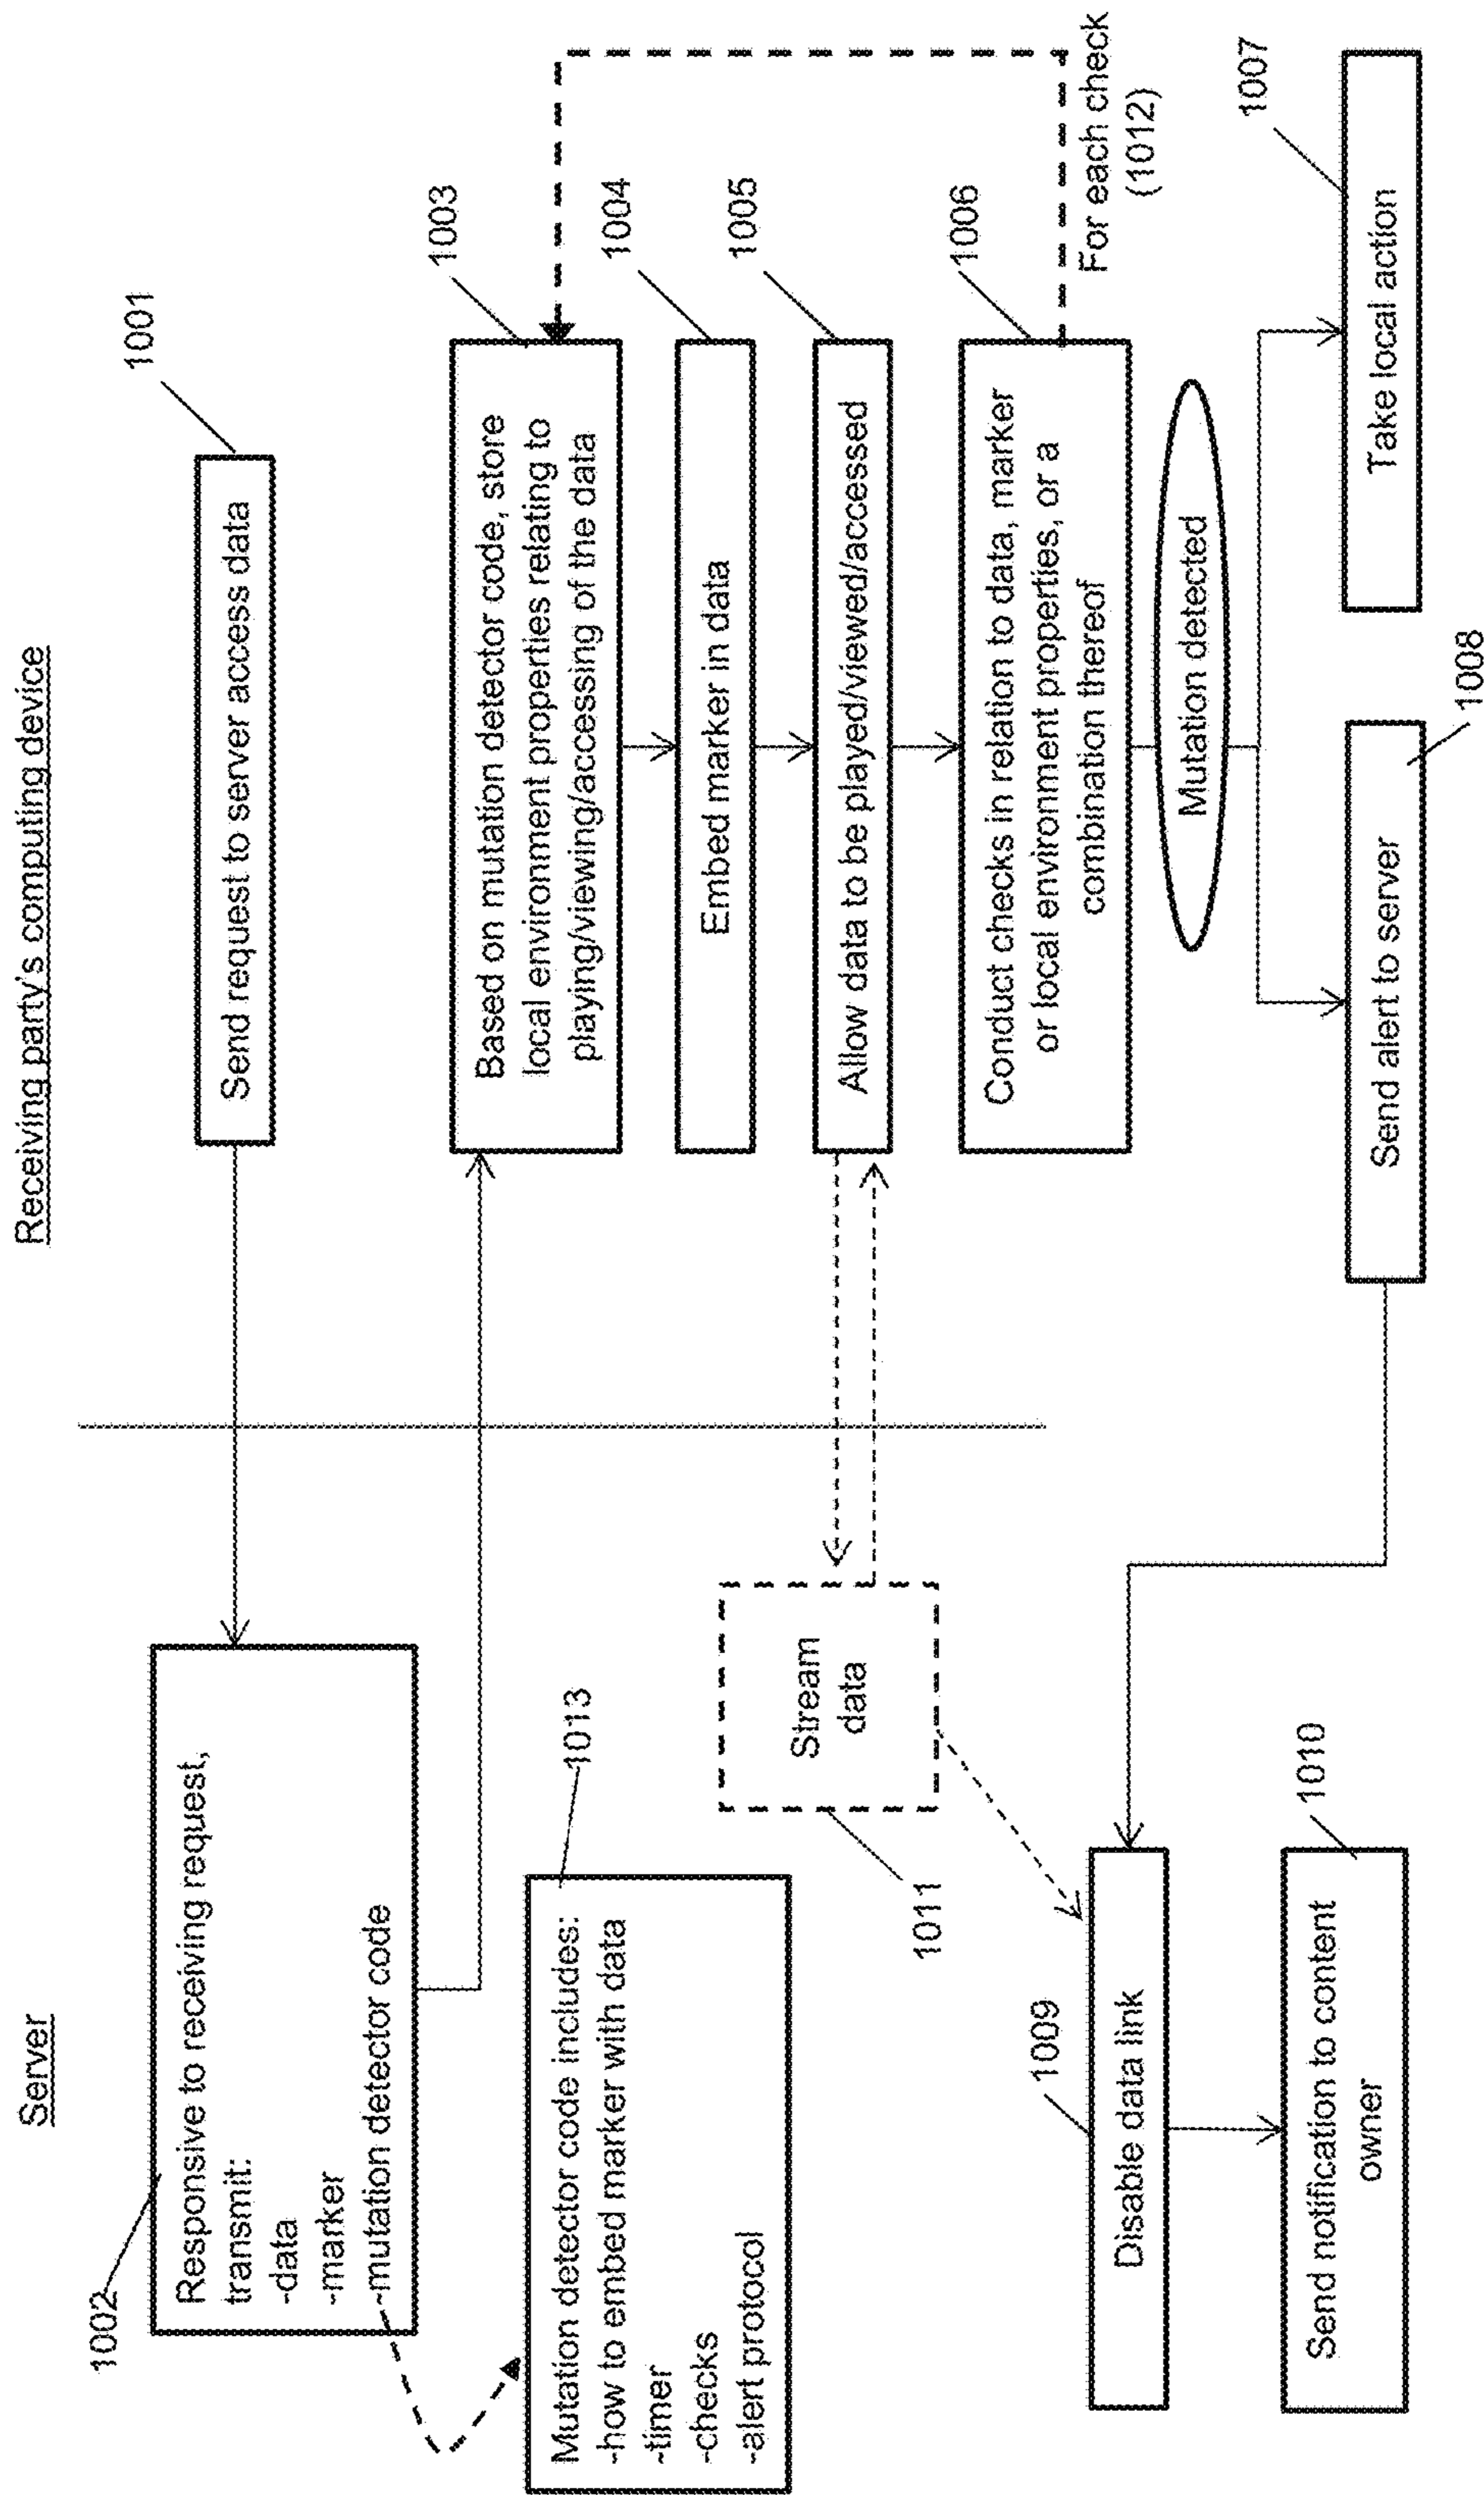 Server
Receiving party's computing device
1001
Send request to server access data
1002
Responsive to receiving request,
transmit:
-data
-marker
-mutation detector code
1013
Mutation detector code includes:
-how to embed marker with data
-timer
-checks
-alert protocol
1003
Based on mutation detector code, store
local environment properties relating to
playing/viewing/accessing of the data
1004
Embed marker in data
1005
Allow data to be played/viewed/accessed
Stream
data
1011
1006
Conduct checks in relation to data, marker
or local environment properties, or a
combination thereof
For each check
(1012)
Mutation detected
1007
Take local action
Send alert to server
1008
1009
Disable data link
1010
Send notification to content
owner